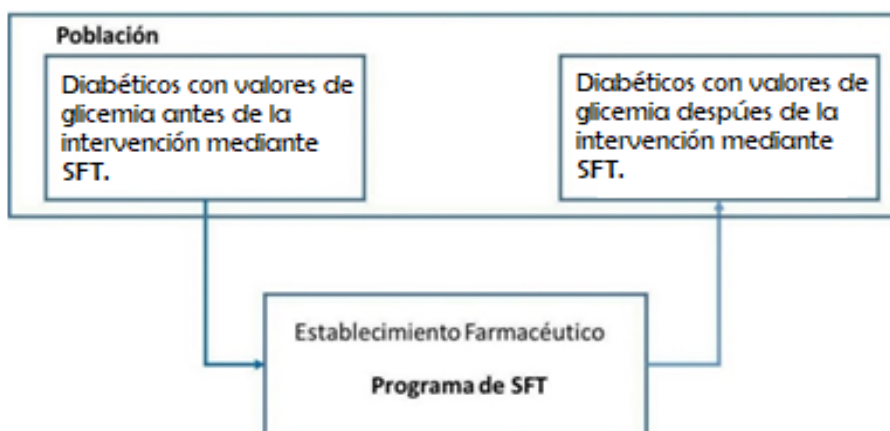 Población
Diabéticos con valores de
glicemia antes de la
intervención mediante
SFT.
Diabéticos con valores de
glicemia despúes de la
intervención mediante
SFT.
Establecimiento Farmacéutico
Programa de SFT